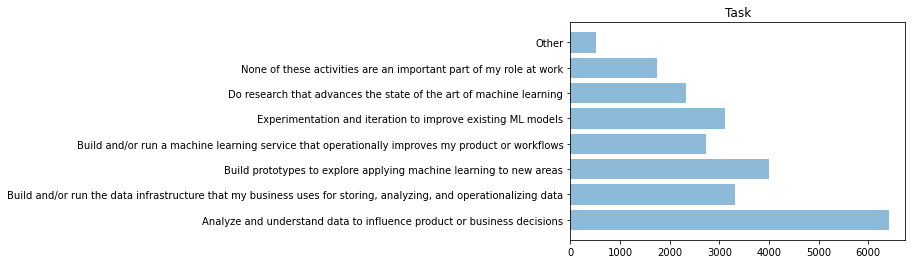 Task
Other
None of these activities are an important part of my role at work
Do research that advances the state of the art of machine learning
Experimentation and iteration to improve existing ML models
Build and/or run a machine learning service that operationally improves my product or workflows
Build prototypes to explore applying machine learning to new areas
Build and/or run the data infrastructure that my business uses for storing, analyzing, and operationalizing data
Analyze and understand data to influence product or business decisions
0 1000 2000 3000 4000 5000 6000